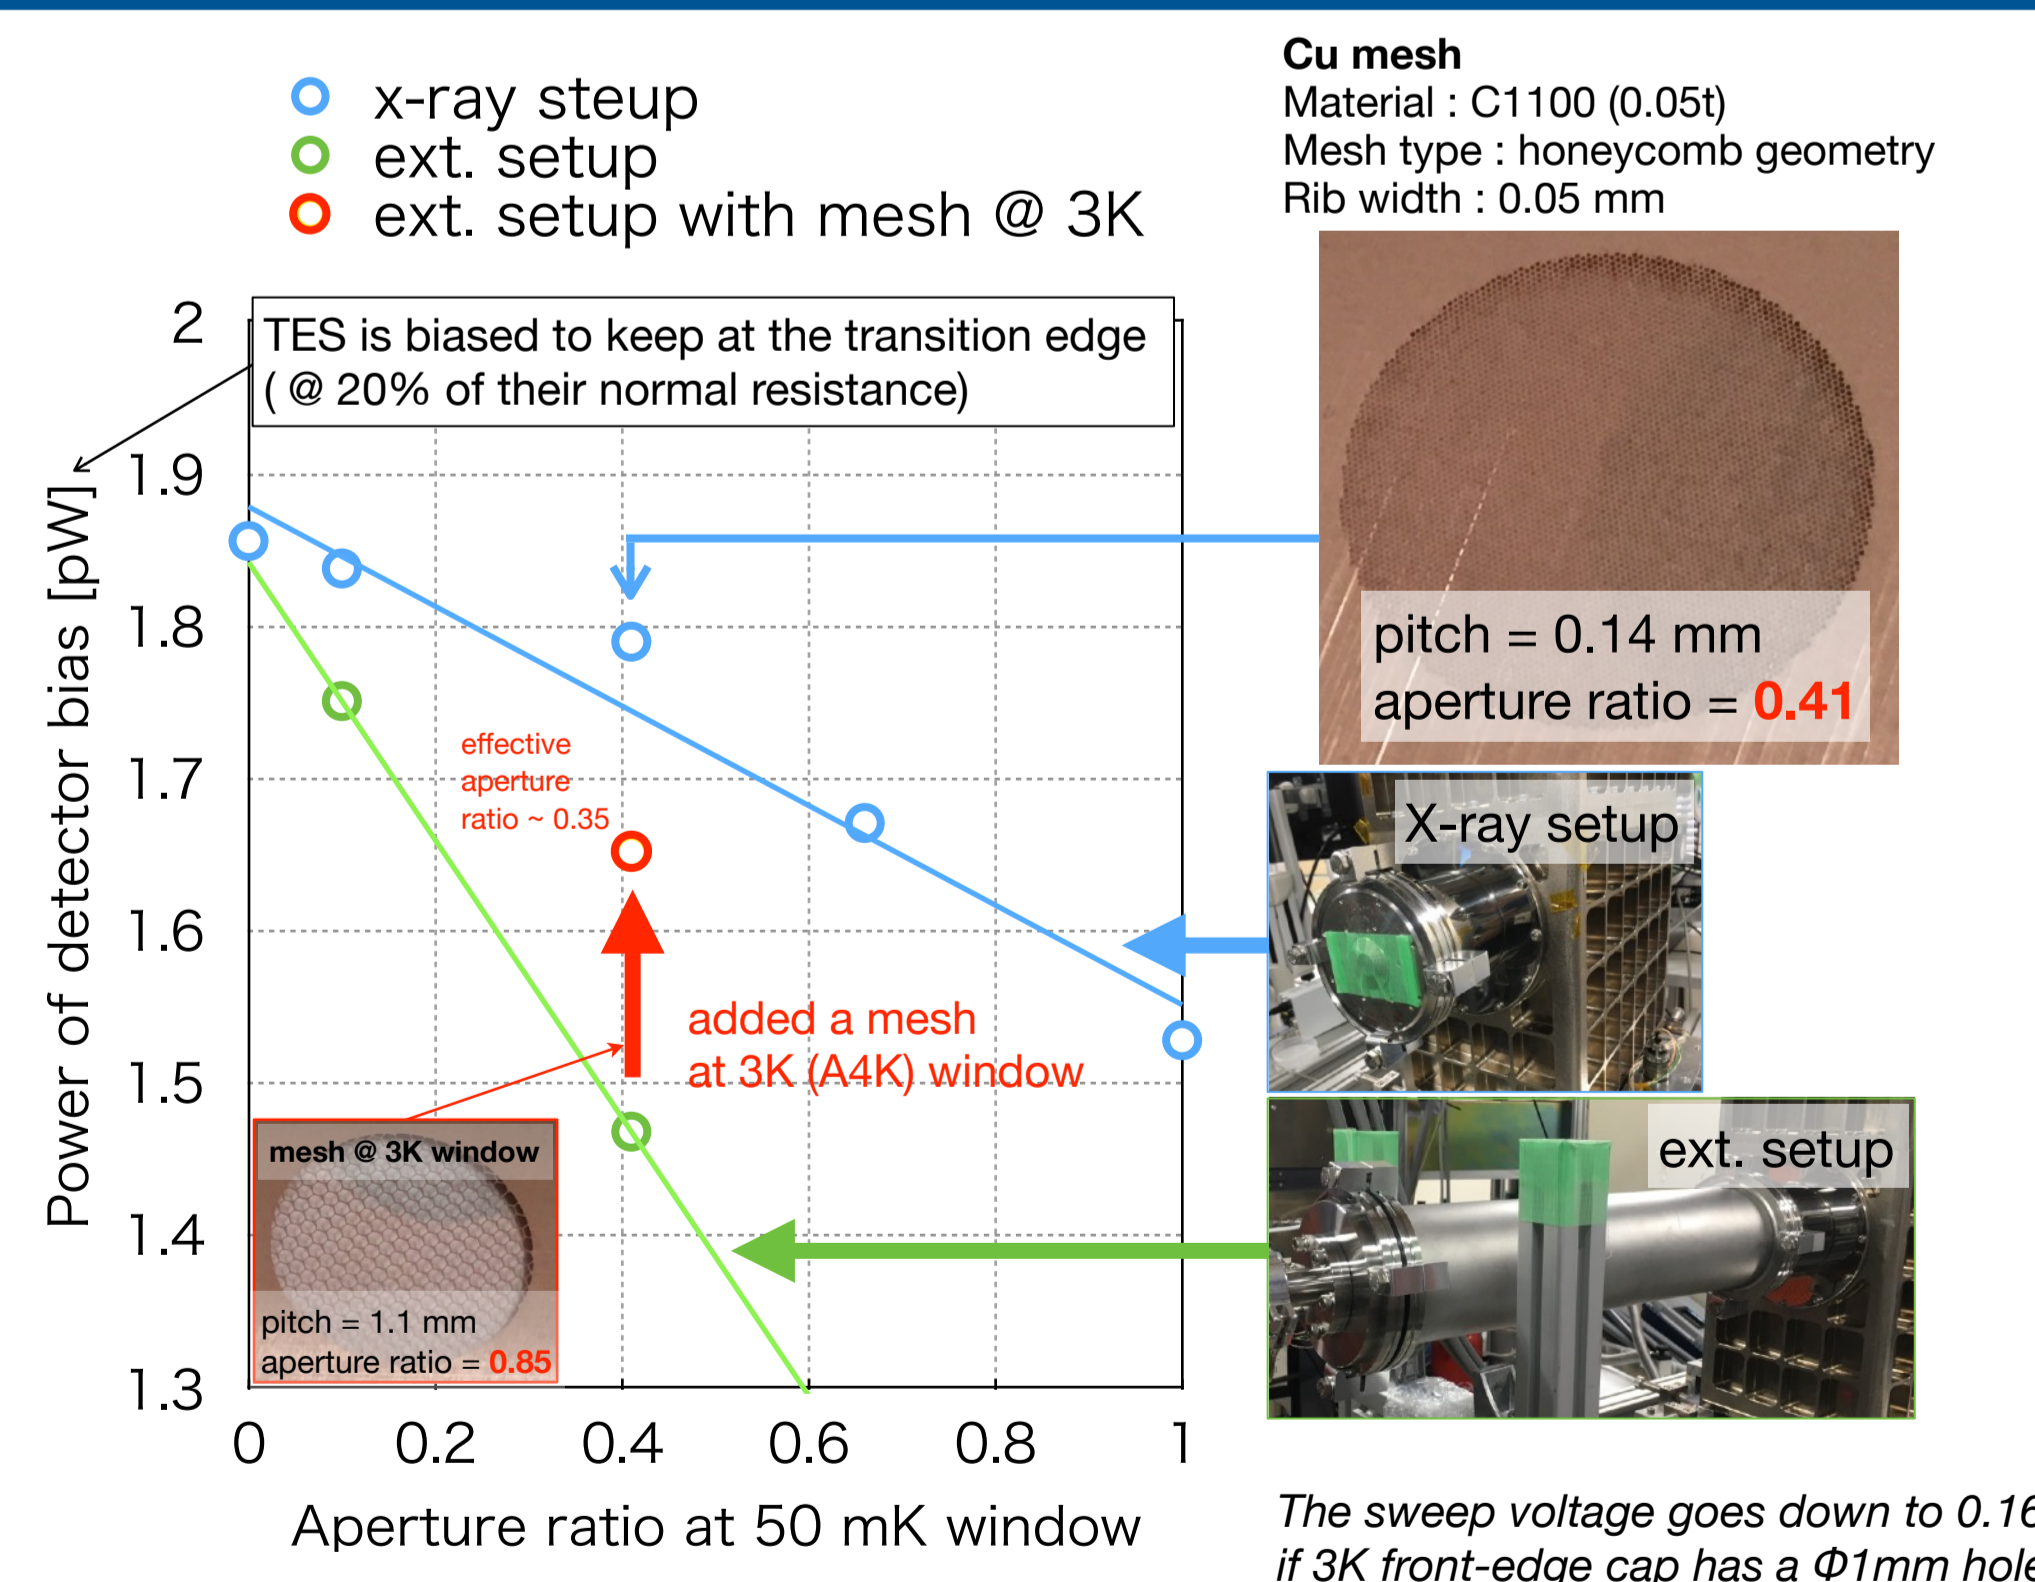 x-ray steup
ext. setup
ext. setup with mesh @ 3K
Cu mesh
Material : C1100 (0.05t)
Mesh type : honeycomb geometry
Rib width : 0.05 mm
TES is biased to keep at the transition edge
( @ 20% of their normal resistance)
pitch = 0.14 mm
aperture ratio = 0.41
X-ray setup
ext. setup
effective
aperture
ratio ~ 0.35
added a mesh
at 3K (A4K) window
mesh @ 3K window
pitch = 1.1 mm
aperture ratio = 0.85
Power of detector bias [pW]
2
1.9
1.8
1.7
1.6
1.5
1.4
1.3
0 0.2 0.4 0.6 0.8 1
Aperture ratio at 50 mK window
The sweep voltage goes down to 0.16
if 3K front-edge cap has a Φ1mm hole